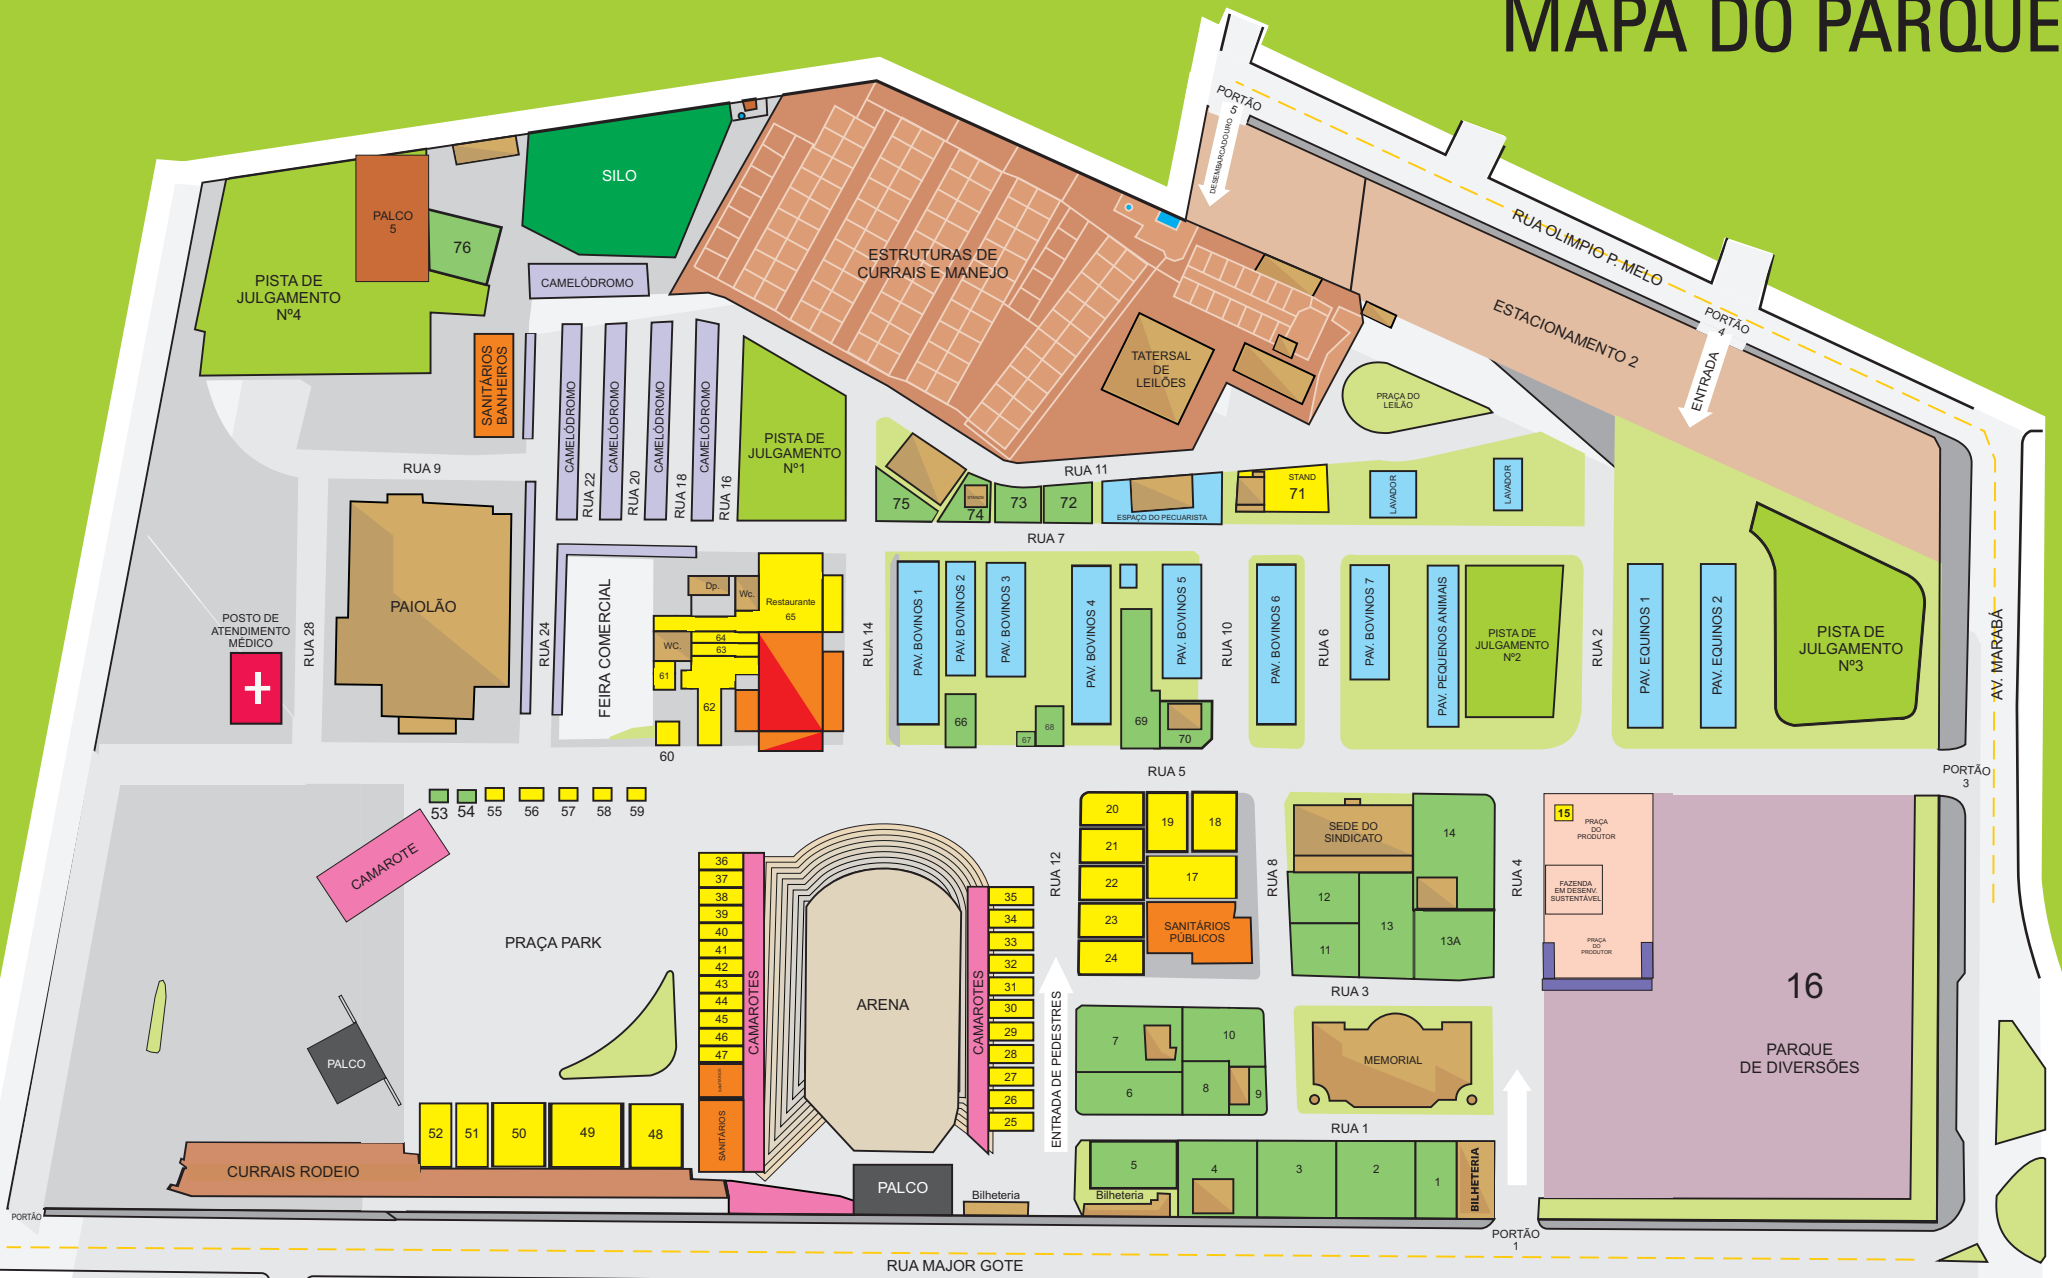 MAPA DO PARQUE
PORTÃO
5
DESEMBARCADOURO
RUA OLIMPIO P. MELO
PORTÃO
4
ENTRADA
ESTACIONAMENTO 2
SILO
PALCO
5
76
PISTA DE
JULGAMENTO
Nº4
CAMELÓDROMO
ESTRUTURAS DE
CURRAIS E MANEJO
TATERSAL
DE
LEILÕES
PRAÇA DO
LEILÃO
SANITÁRIOS
BANHEIROS
CAMELÓDROMO
RUA 22
CAMELÓDROMO
RUA 20
CAMELÓDROMO
RUA 18
CAMELÓDROMO
RUA 16
PISTA DE
JULGAMENTO
Nº1
RUA 9
RUA 11
75
74
73
72
ESPAÇO DO PECUARISTA
STAND
71
LAVADOR
LAVADOR
RUA 7
PAIOLÃO
POSTO DE
ATENDIMENTO
MÉDICO
RUA 28
RUA 24
FEIRA COMERCIAL
Dp.
Wc.
Restaurante
65
WC.
64
63
61
62
60
RUA 14
PAV. BOVINOS 1
PAV. BOVINOS 2
PAV. BOVINOS 3
PAV. BOVINOS 4
PAV. BOVINOS 5
66
67
68
69
70
RUA 10
PAV. BOVINOS 6
RUA 6
PAV. BOVINOS 7
PAV. PEQUENOS ANIMAIS
PISTA DE
JULGAMENTO
Nº2
RUA 2
PAV. EQUINOS 1
PAV. EQUINOS 2
PISTA DE
JULGAMENTO
Nº3
AV. MARABÁ
PORTÃO
3
RUA 5
53
54
55
56
57
58
59
CAMAROTE
PRAÇA PARK
PALCO
36
37
38
39
40
41
42
43
44
45
46
47
SANITÁRIOS
CAMAROTES
ARENA
CAMAROTES
35
34
33
32
31
30
29
28
27
26
25
RUA 12
ENTRADA DE PEDESTRES
20
21
22
23
24
19
18
17
SANITÁRIOS
PÚBLICOS
RUA 8
SEDE DO
SINDICATO
14
12
11
13
13A
RUA 4
15
PRAÇA
DO
PRODUTOR
FAZENDA
EM DESENV.
SUSTENTÁVEL
PRAÇA
DO
PRODUTOR
16
PARQUE
DE DIVERSÕES
RUA 3
7
10
6
8
9
MEMORIAL
RUA 1
52
51
50
49
48
CURRAIS RODEIO
PALCO
Bilheteria
5
Bilheteria
4
3
2
1
BILHETERIA
PORTÃO
PORTÃO
1
RUA MAJOR GOTE